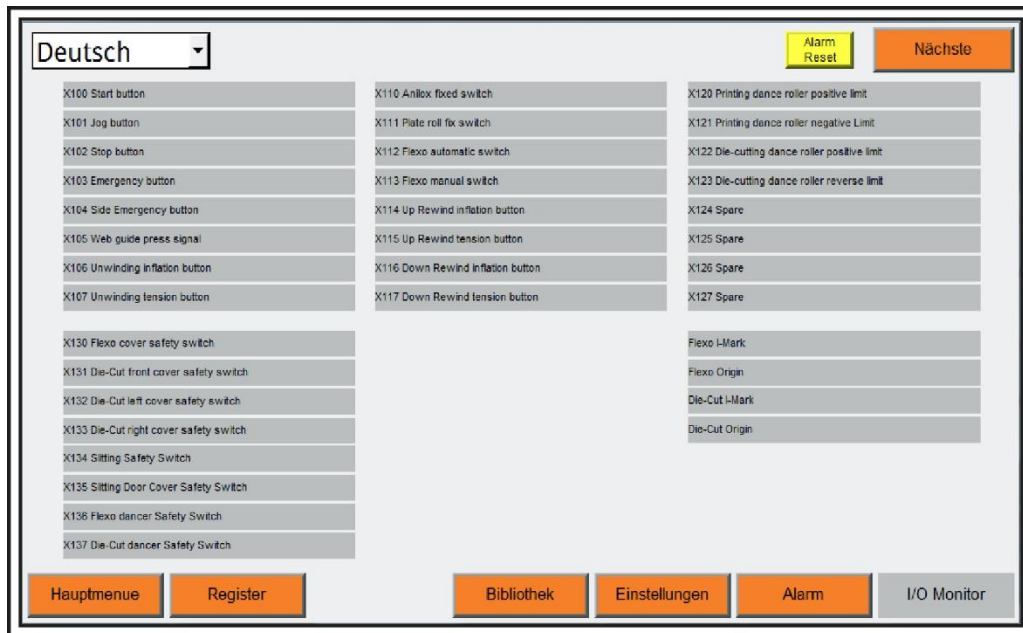 Deutsch
Alarm
Reset
Nächste
X100 Start button
X101 Jog button
X102 Stop button
X103 Emergency button
X104 Side Emergency button
X105 Web guide press signal
X106 Unwinding inflation button
X107 Unwinding tension button
X110 Anilox fixed switch
X111 Plate roll fix switch
X112 Flexo automatic switch
X113 Flexo manual switch
X114 Up Rewind inflation button
X115 Up Rewind tension button
X116 Down Rewind inflation button
X117 Down Rewind tension button
X120 Printing dance roller positive limit
X121 Printing dance roller negative Limit
X122 Die-cutting dance roller positive limit
X123 Die-cutting dance roller reverse limit
X124 Spare
X125 Spare
X126 Spare
X127 Spare
X130 Flexo cover safety switch
X131 Die-Cut front cover safety switch
X132 Die-Cut left cover safety switch
X133 Die-Cut right cover safety switch
X134 Slitting Safety Switch
X135 Slitting Door Cover Safety Switch
X136 Flexo dancer Safety Switch
X137 Die-Cut dancer Safety Switch
Flexo I-Mark
Flexo Origin
Die-Cut I-Mark
Die-Cut Origin
Hauptmenue
Register
Bibliothek
Einstellungen
Alarm
I/O Monitor